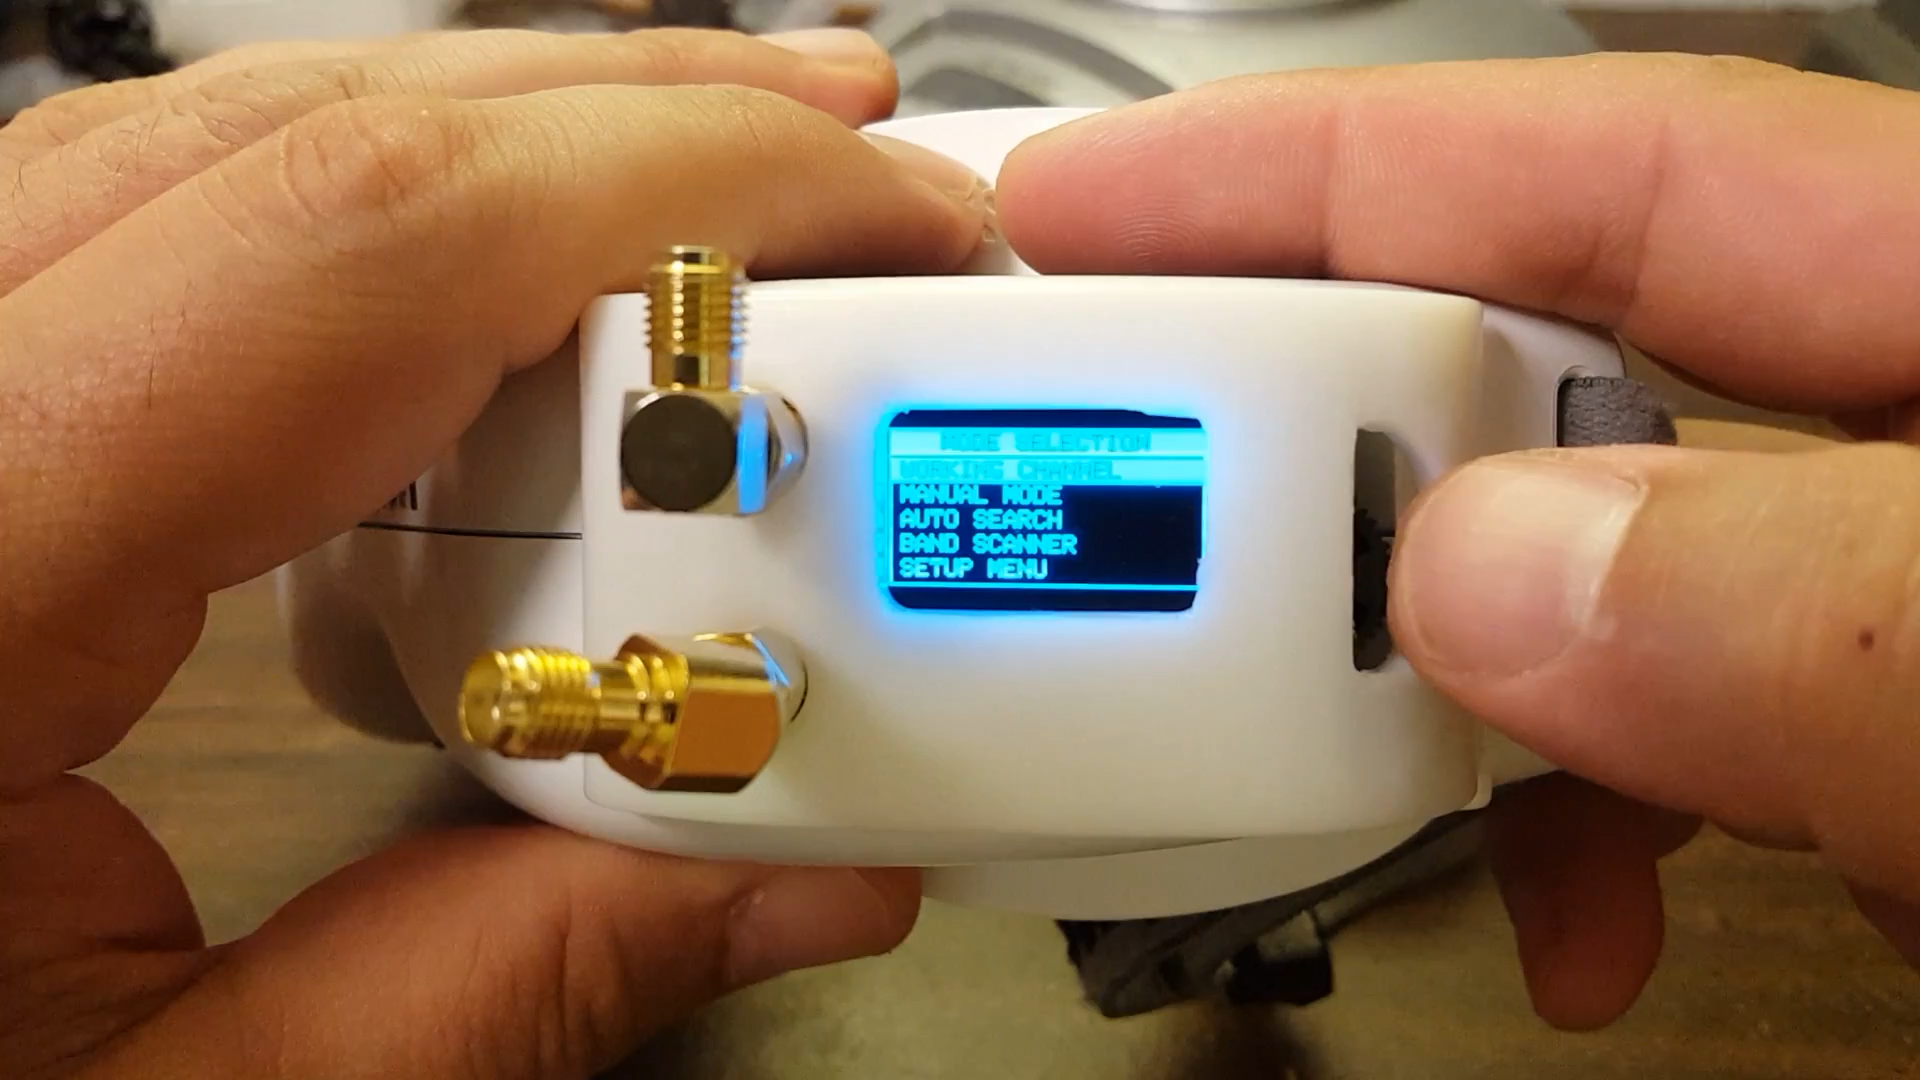 MODE SELECTION
WORKING CHANNEL
MANUAL MODE
AUTO SEARCH
BAND SCANNER
SETUP MENU